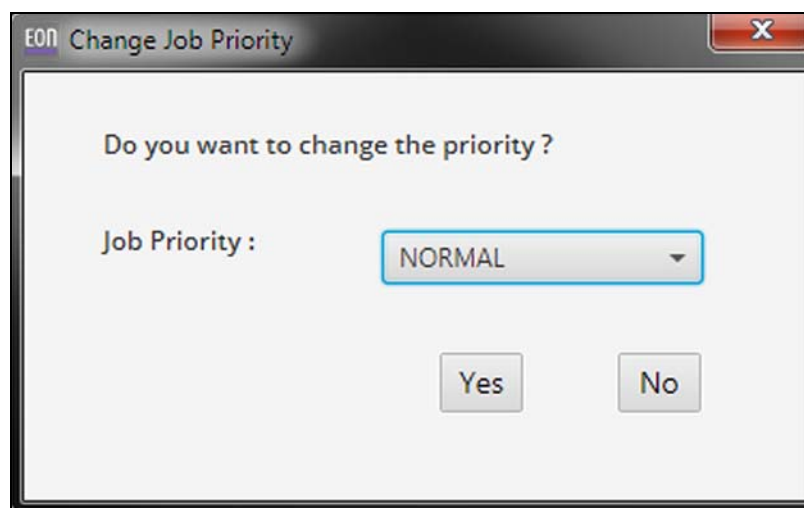 EON Change Job Priority
Do you want to change the priority ?
Job Priority :
NORMAL
Yes
No